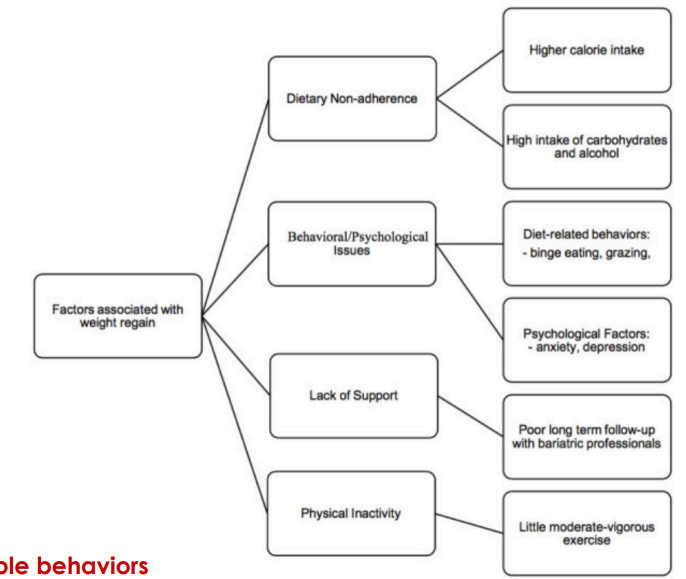 Higher calorie intake
Dietary Non-adherence
High intake of carbohydrates
and alcohol
Behavioral/Psychological
Issues
Diet-related behaviors:
- binge eating, grazing,
Factors associated with
weight regain
Psychological Factors:
- anxiety, depression
Lack of Support
Poor long term follow-up
with bariatric professionals
Physical Inactivity
Little moderate-vigorous
exercise
behaviors